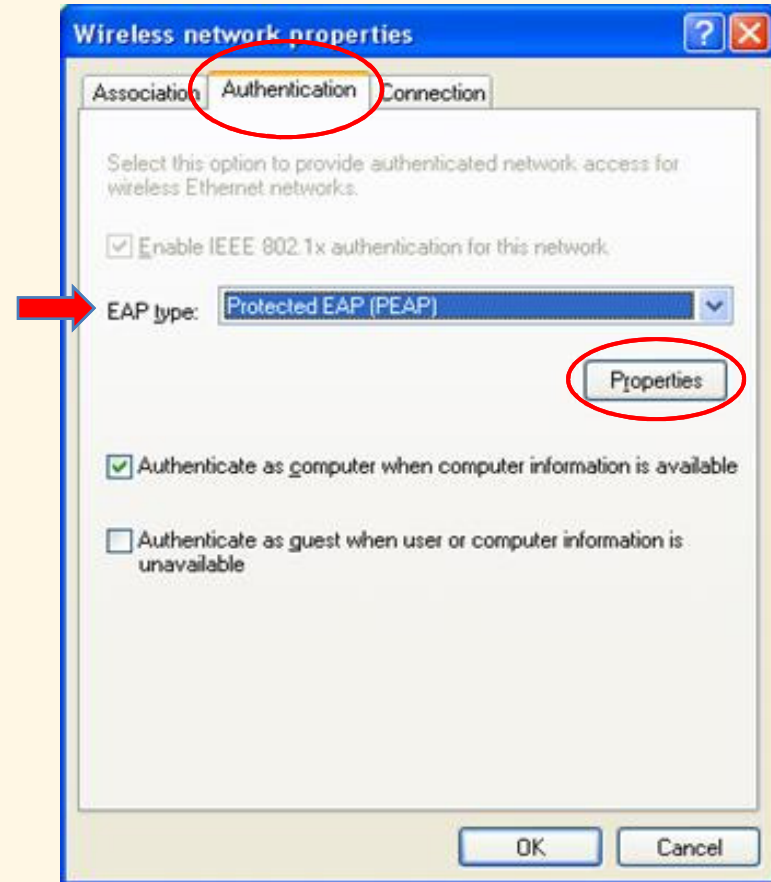 Wireless network properties
Association Authentication Connection
Select this option to provide authenticated network access for
wireless Ethernet networks.
Enable IEEE 802.1x authentication for this network
EAP type: Protected EAP (PEAP)
Properties
Authenticate as computer when computer information is available
Authenticate as guest when user or computer information is
unavailable
OK Cancel